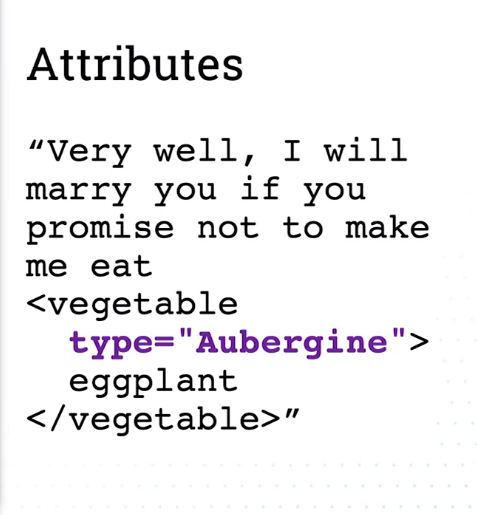 Attributes
“Very well, I will
marry you if you
promise not to make
me eat
<vegetable
type="Aubergine">
eggplant
</vegetable>”